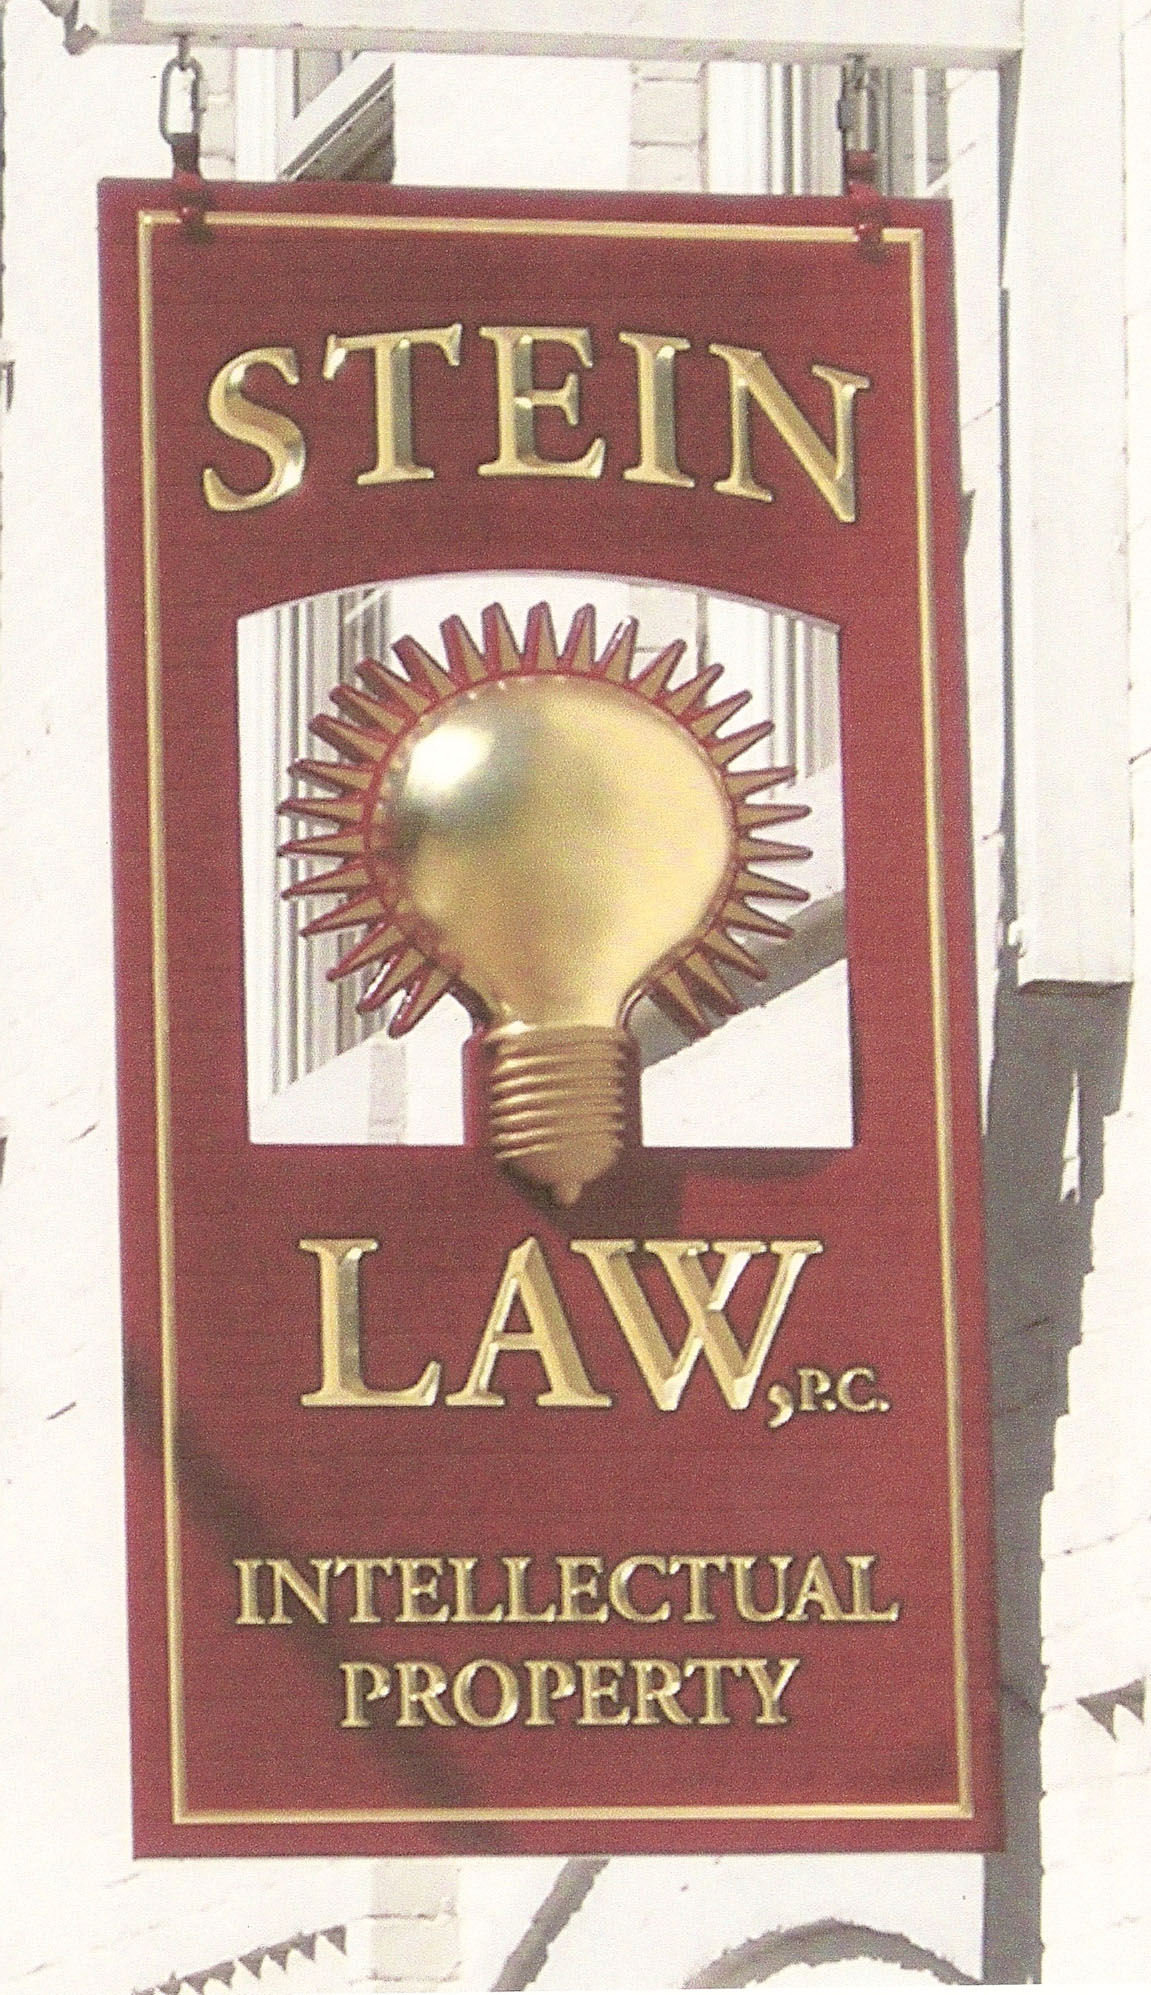 STEIN
LAW, P.C.
INTELLECTUAL
PROPERTY